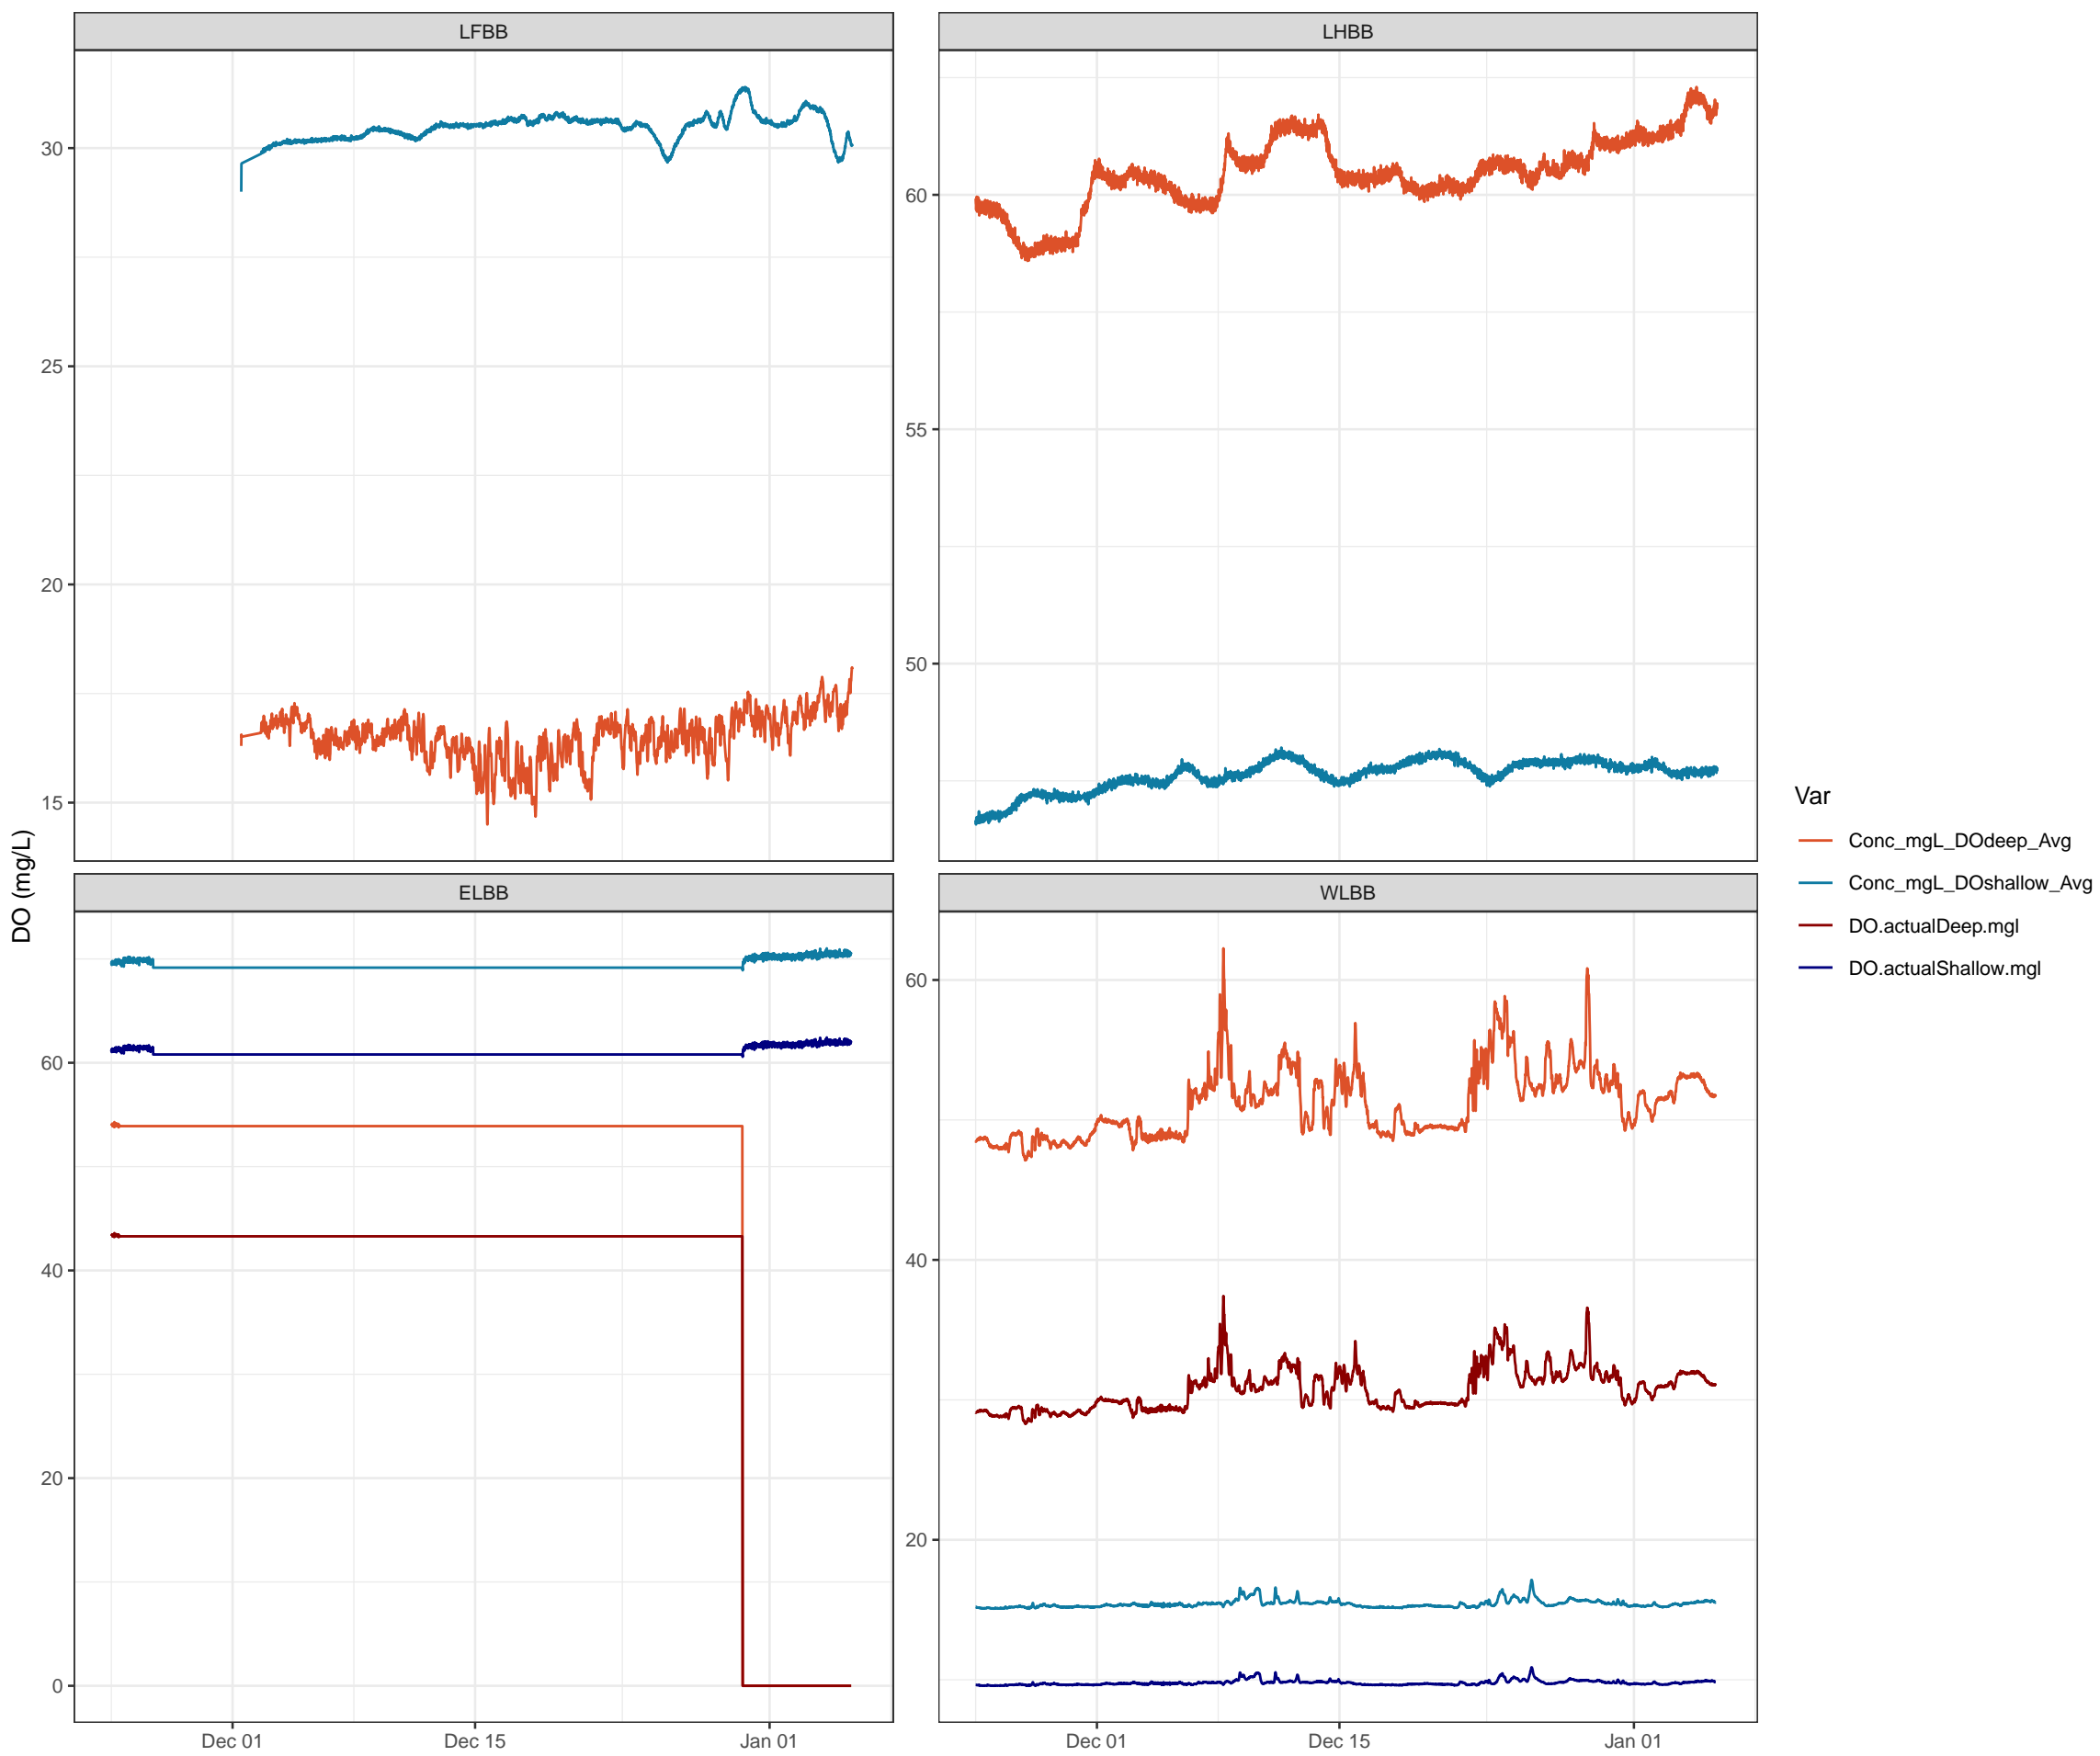 LFBB
LHBB
30
25
20
15
60
55
50
ELBB
WLBB
60
40
20
0
60
40
20
Dec 01
Dec 15
Jan 01
Dec 01
Dec 15
Jan 01
DO (mg/L)
Var
Conc_mgL_DOdeep_Avg
Conc_mgL_DOshallow_Avg
DO.actualDeep.mgl
DO.actualShallow.mgl